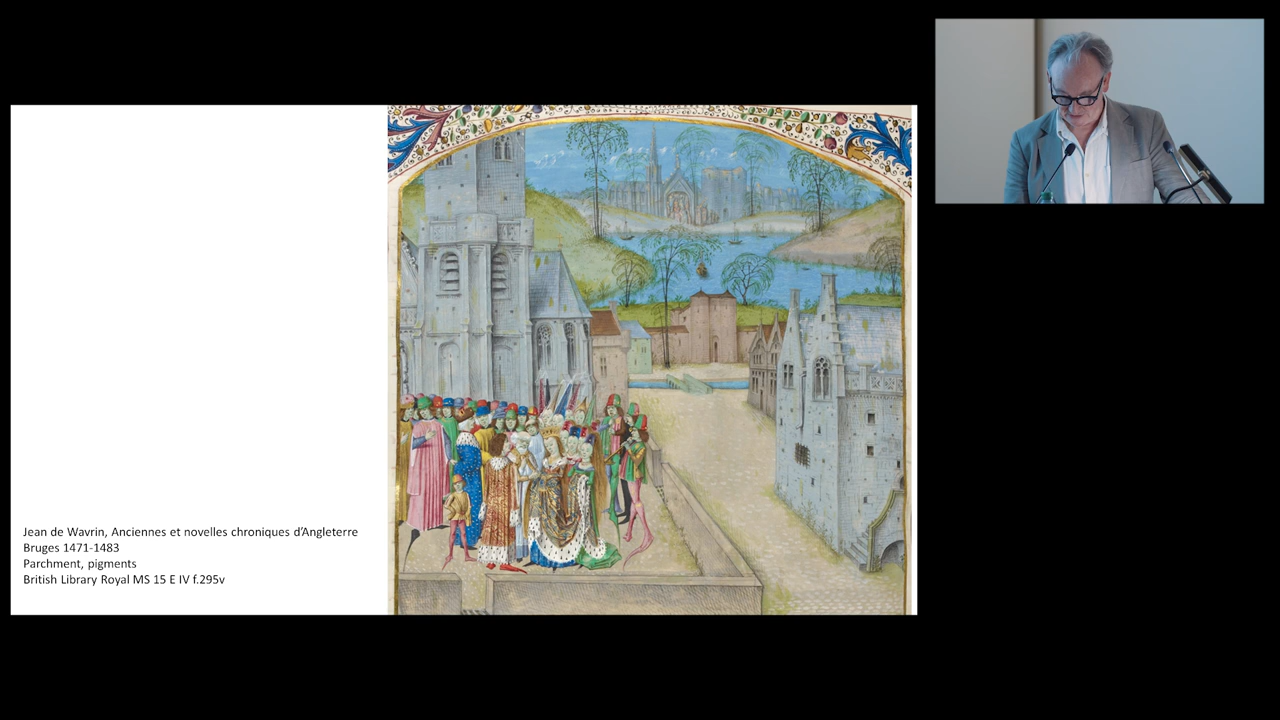 Jean de Wavrin, Anciennes et novelles chroniques d’Angleterre
Bruges 1471-1483
Parchment, pigments
British Library Royal MS 15 E IV f.295v